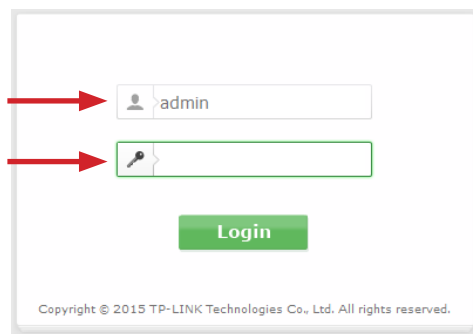 admin
Login
Copyright © 2015 TP-LINK Technologies Co., Ltd. All rights reserved.